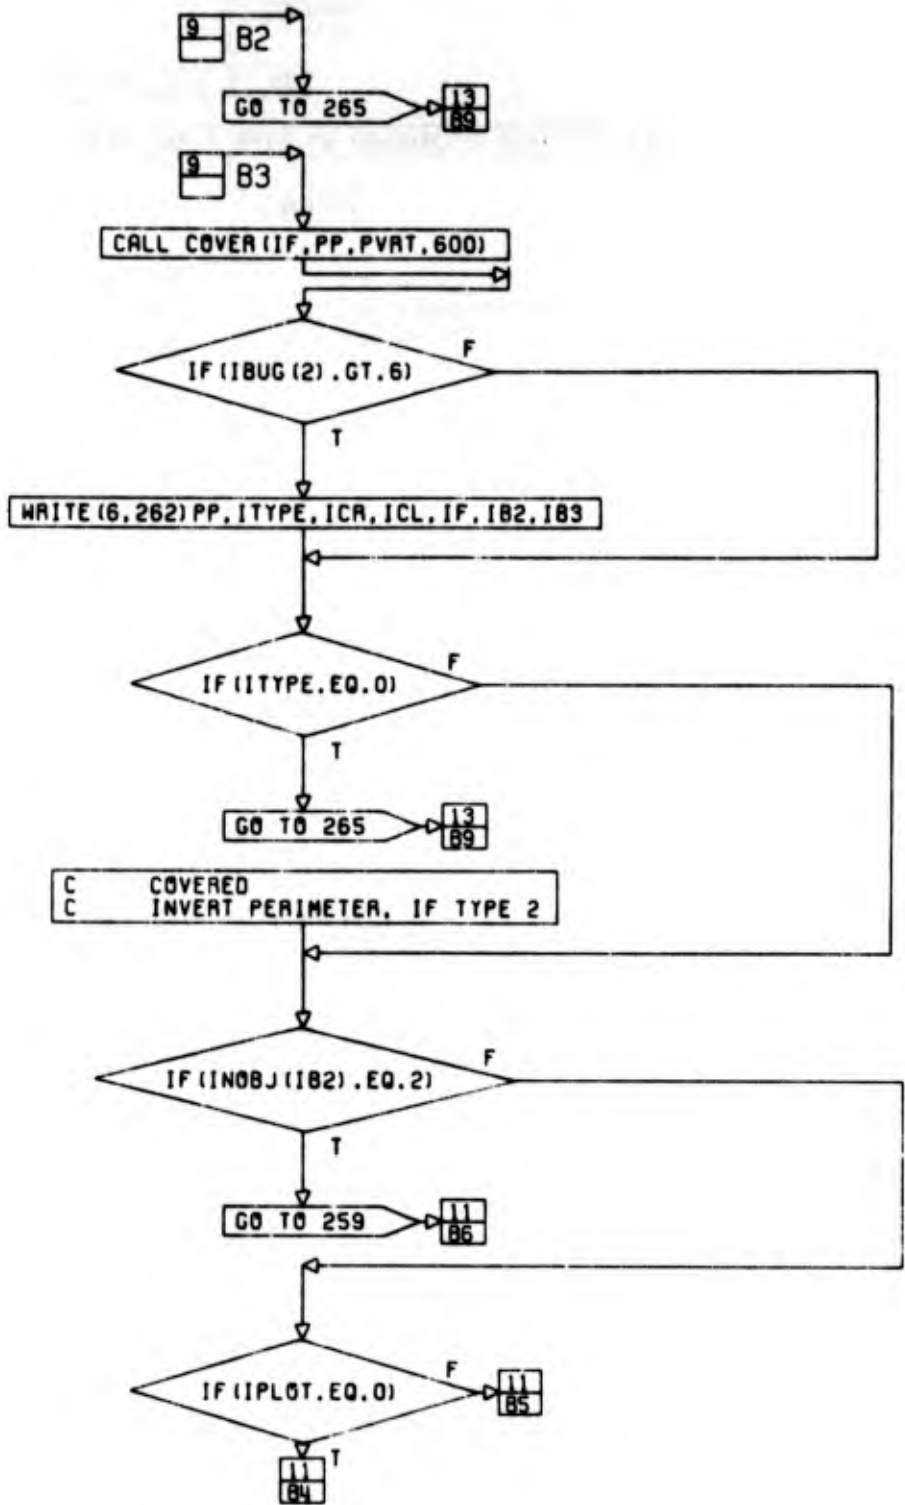 9
B2
GO TO 265
13
B9
9
B3
CALL COVER(IF,PP,PVRT,600)
IF(IBUG(2).GT.6)
F
T
WRITE(6,262)PP,ITYPE,ICR,ICL,IF,IB2,IB3
IF(ITYPE.EQ.0)
F
T
GO TO 265
13
B9
C COVERED
C INVERT PERIMETER, IF TYPE 2
IF(INOBJ(IB2).EQ.2)
F
T
GO TO 259
11
B6
IF(IPLOT.EQ.0)
F
11
B5
T
11
B4